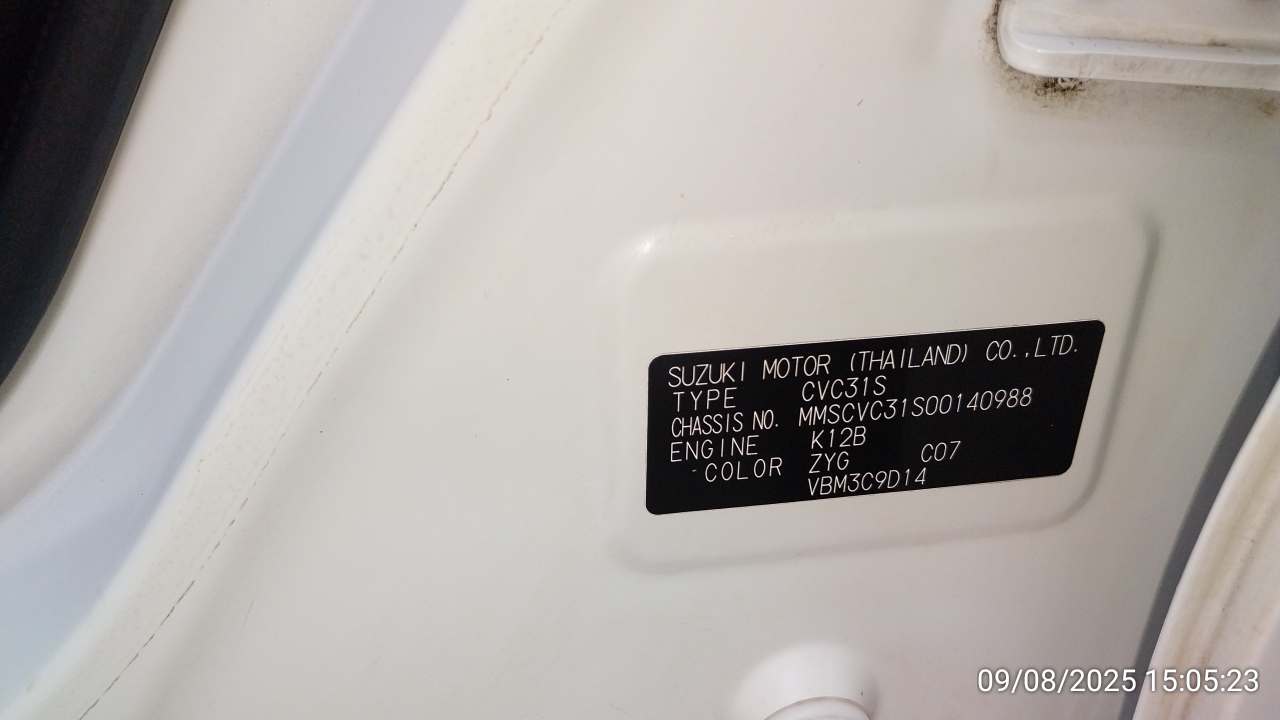 SUZUKI MOTOR (THAILAND) CO.,LTD.
TYPE CVC31S
CHASSIS NO. MMSCVC31S00140988
ENGINE K12B
COLOR ZYG C07
VBM3C9D14
09/08/2025 15:05:23